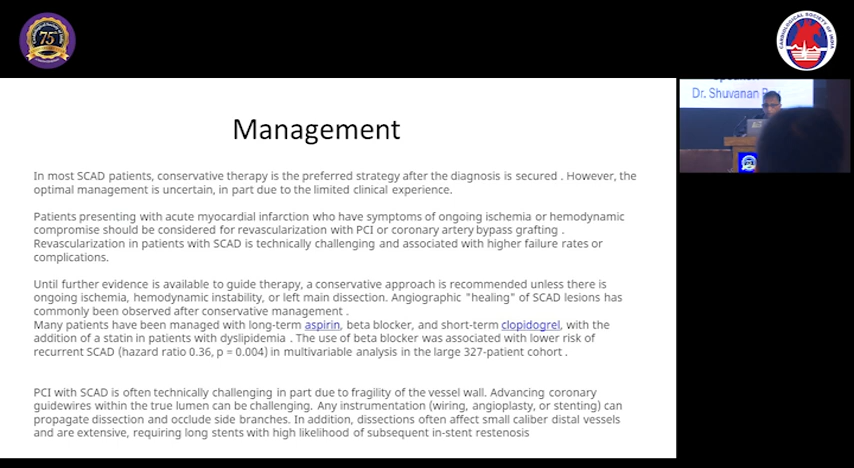 75
CARDIOLOGICAL SOCIETY OF INDIA
Dr. Shuvanan
Management
In most SCAD patients, conservative therapy is the preferred strategy after the diagnosis is secured . However, the
optimal management is uncertain, in part due to the limited clinical experience.
Patients presenting with acute myocardial infarction who have symptoms of ongoing ischemia or hemodynamic
compromise should be considered for revascularization with PCI or coronary artery bypass grafting .
Revascularization in patients with SCAD is technically challenging and associated with higher failure rates or
complications.
Until further evidence is available to guide therapy, a conservative approach is recommended unless there is
ongoing ischemia, hemodynamic instability, or left main dissection. Angiographic "healing" of SCAD lesions has
commonly been observed after conservative management .
Many patients have been managed with long-term aspirin, beta blocker, and short-term clopidogrel, with the
addition of a statin in patients with dyslipidemia . The use of beta blocker was associated with lower risk of
recurrent SCAD (hazard ratio 0.36, p = 0.004) in multivariable analysis in the large 327-patient cohort .
PCI with SCAD is often technically challenging in part due to fragility of the vessel wall. Advancing coronary
guidewires within the true lumen can be challenging. Any instrumentation (wiring, angioplasty, or stenting) can
propagate dissection and occlude side branches. In addition, dissections often affect small caliber distal vessels
and are extensive, requiring long stents with high likelihood of subsequent in-stent restenosis